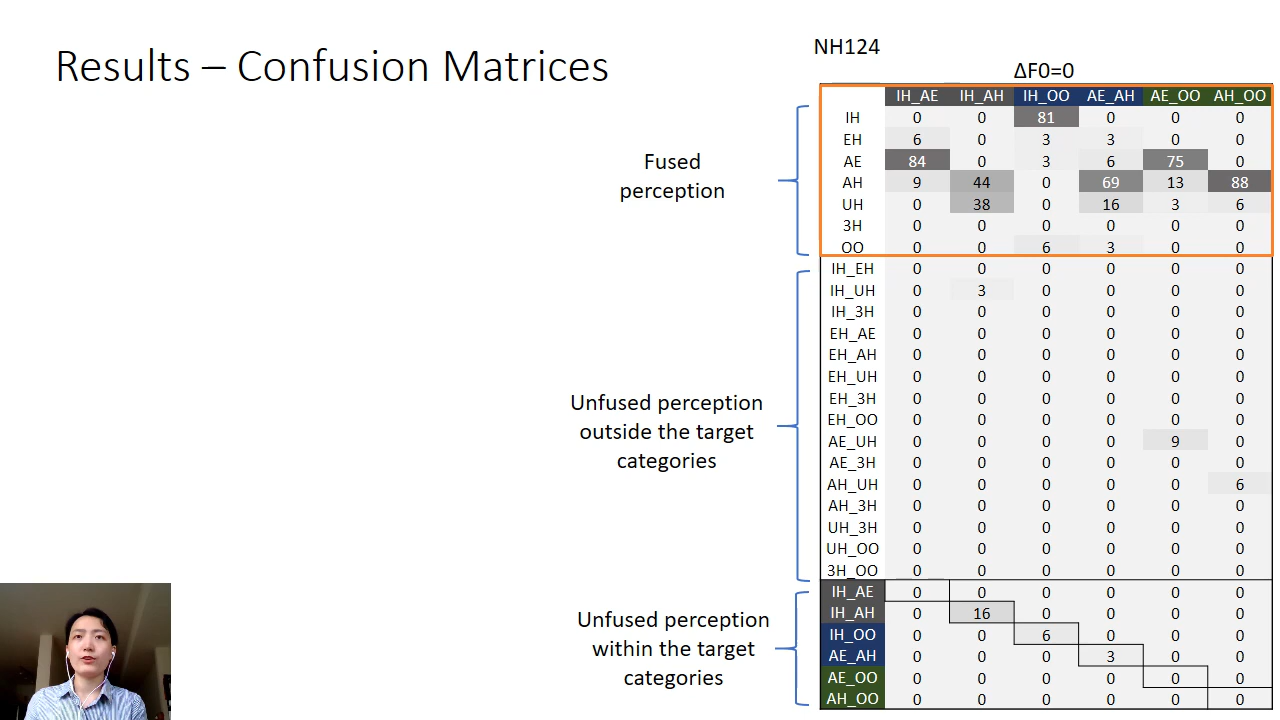 Results – Confusion Matrices
NH124
ΔF0=0
IH_AE IH_AH IH_OO AE_AH AE_OO AH_OO
IH 0 0 81 0 0 0
EH 6 0 3 3 0 0
AE 84 0 3 6 75 0
AH 9 44 0 69 13 88
UH 0 38 0 16 3 6
3H 0 0 0 0 0 0
OO 0 0 6 3 0 0
IH_EH 0 0 0 0 0 0
IH_UH 0 3 0 0 0 0
IH_3H 0 0 0 0 0 0
EH_AE 0 0 0 0 0 0
EH_AH 0 0 0 0 0 0
EH_UH 0 0 0 0 0 0
EH_3H 0 0 0 0 0 0
EH_OO 0 0 0 0 0 0
AE_UH 0 0 0 0 9 0
AE_3H 0 0 0 0 0 0
AH_UH 0 0 0 0 0 6
AH_3H 0 0 0 0 0 0
UH_3H 0 0 0 0 0 0
UH_OO 0 0 0 0 0 0
3H_OO 0 0 0 0 0 0
IH_AE 0 0 0 0 0 0
IH_AH 0 16 0 0 0 0
IH_OO 0 0 6 0 0 0
AE_AH 0 0 0 3 0 0
AE_OO 0 0 0 0 0 0
AH_OO 0 0 0 0 0 0
Fused
perception
Unfused perception
outside the target
categories
Unfused perception
within the target
categories